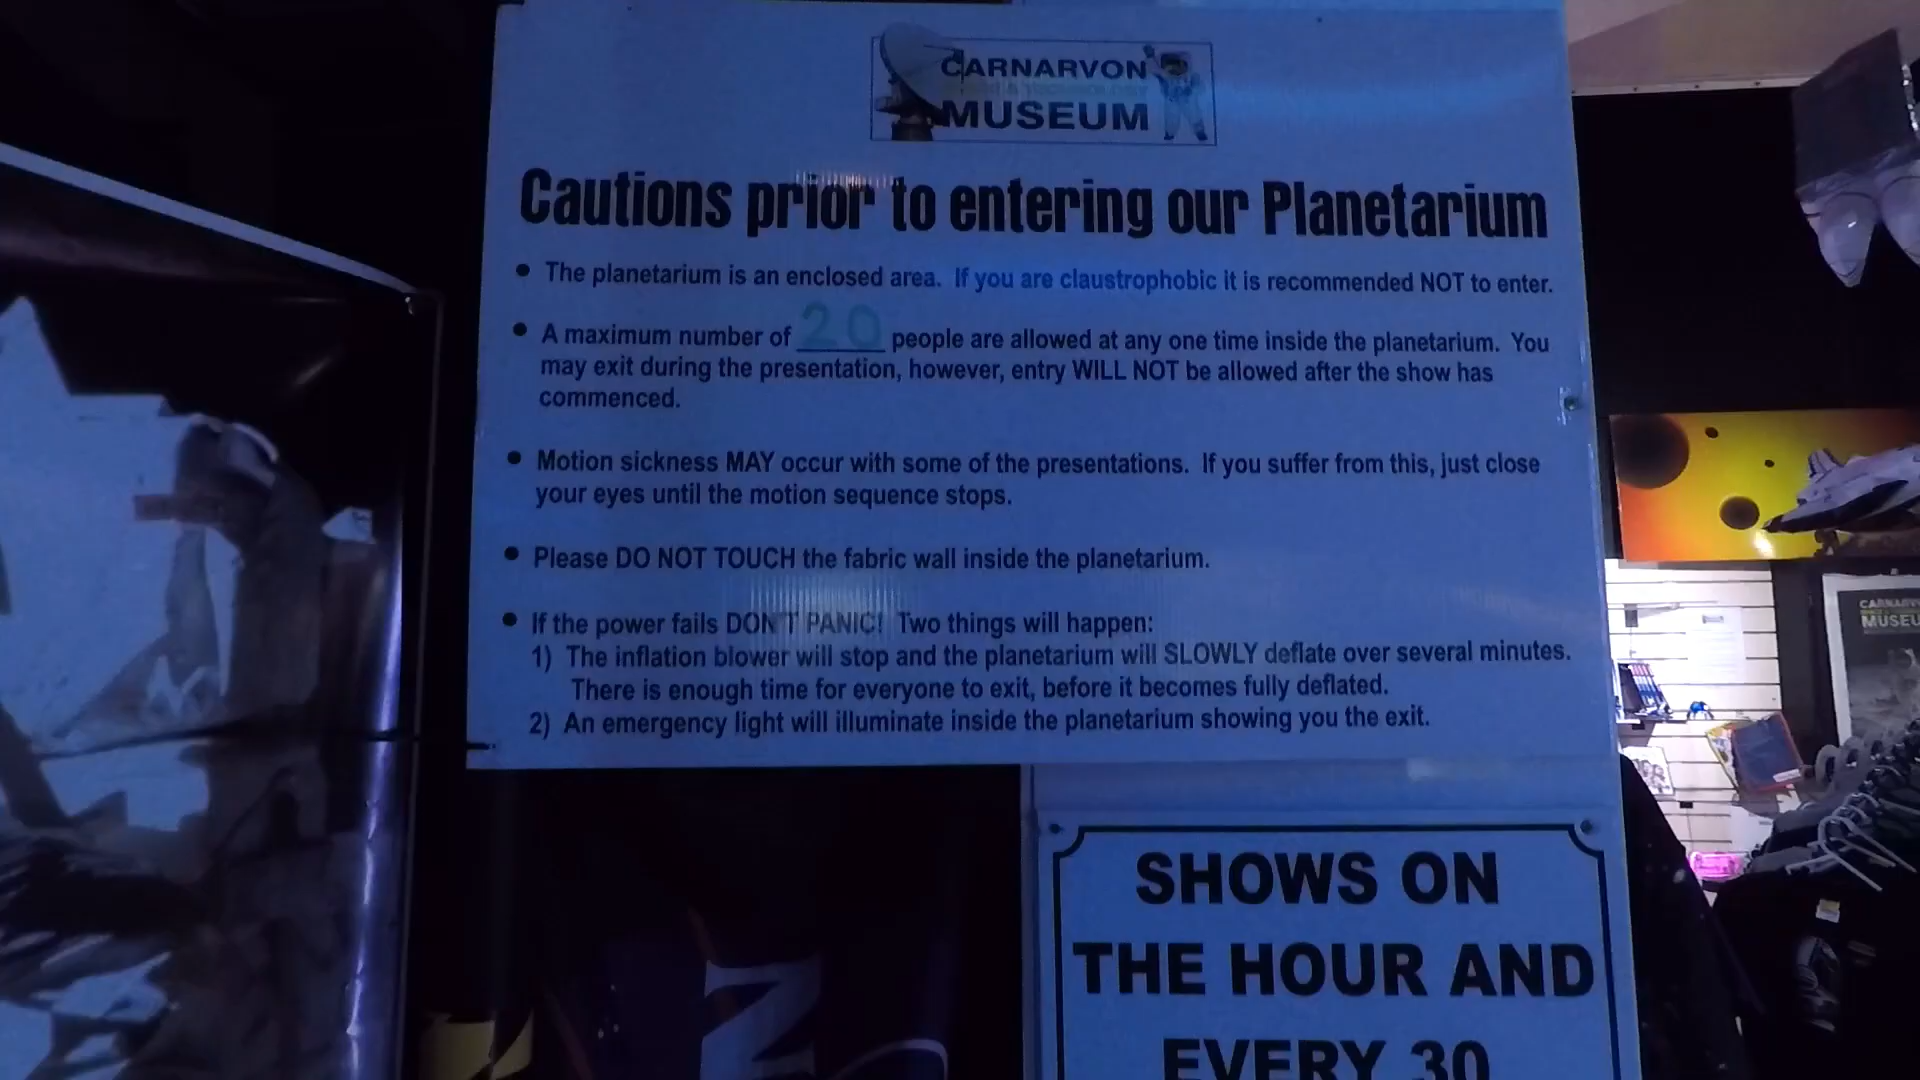 CARNARVON
MUSEUM
Cautions prior to entering our Planetarium
• The planetarium is an enclosed area. If you are claustrophobic it is recommended NOT to enter.
• A maximum number of 20 people are allowed at any one time inside the planetarium. You
may exit during the presentation, however, entry WILL NOT be allowed after the show has
commenced.
• Motion sickness MAY occur with some of the presentations. If you suffer from this, just close
your eyes until the motion sequence stops.
• Please DO NOT TOUCH the fabric wall inside the planetarium.
• If the power fails DON'T PANIC! Two things will happen:
1) The inflation blower will stop and the planetarium will SLOWLY deflate over several minutes.
There is enough time for everyone to exit, before it becomes fully deflated.
2) An emergency light will illuminate inside the planetarium showing you the exit.
SHOWS ON
THE HOUR AND
EVERY 30